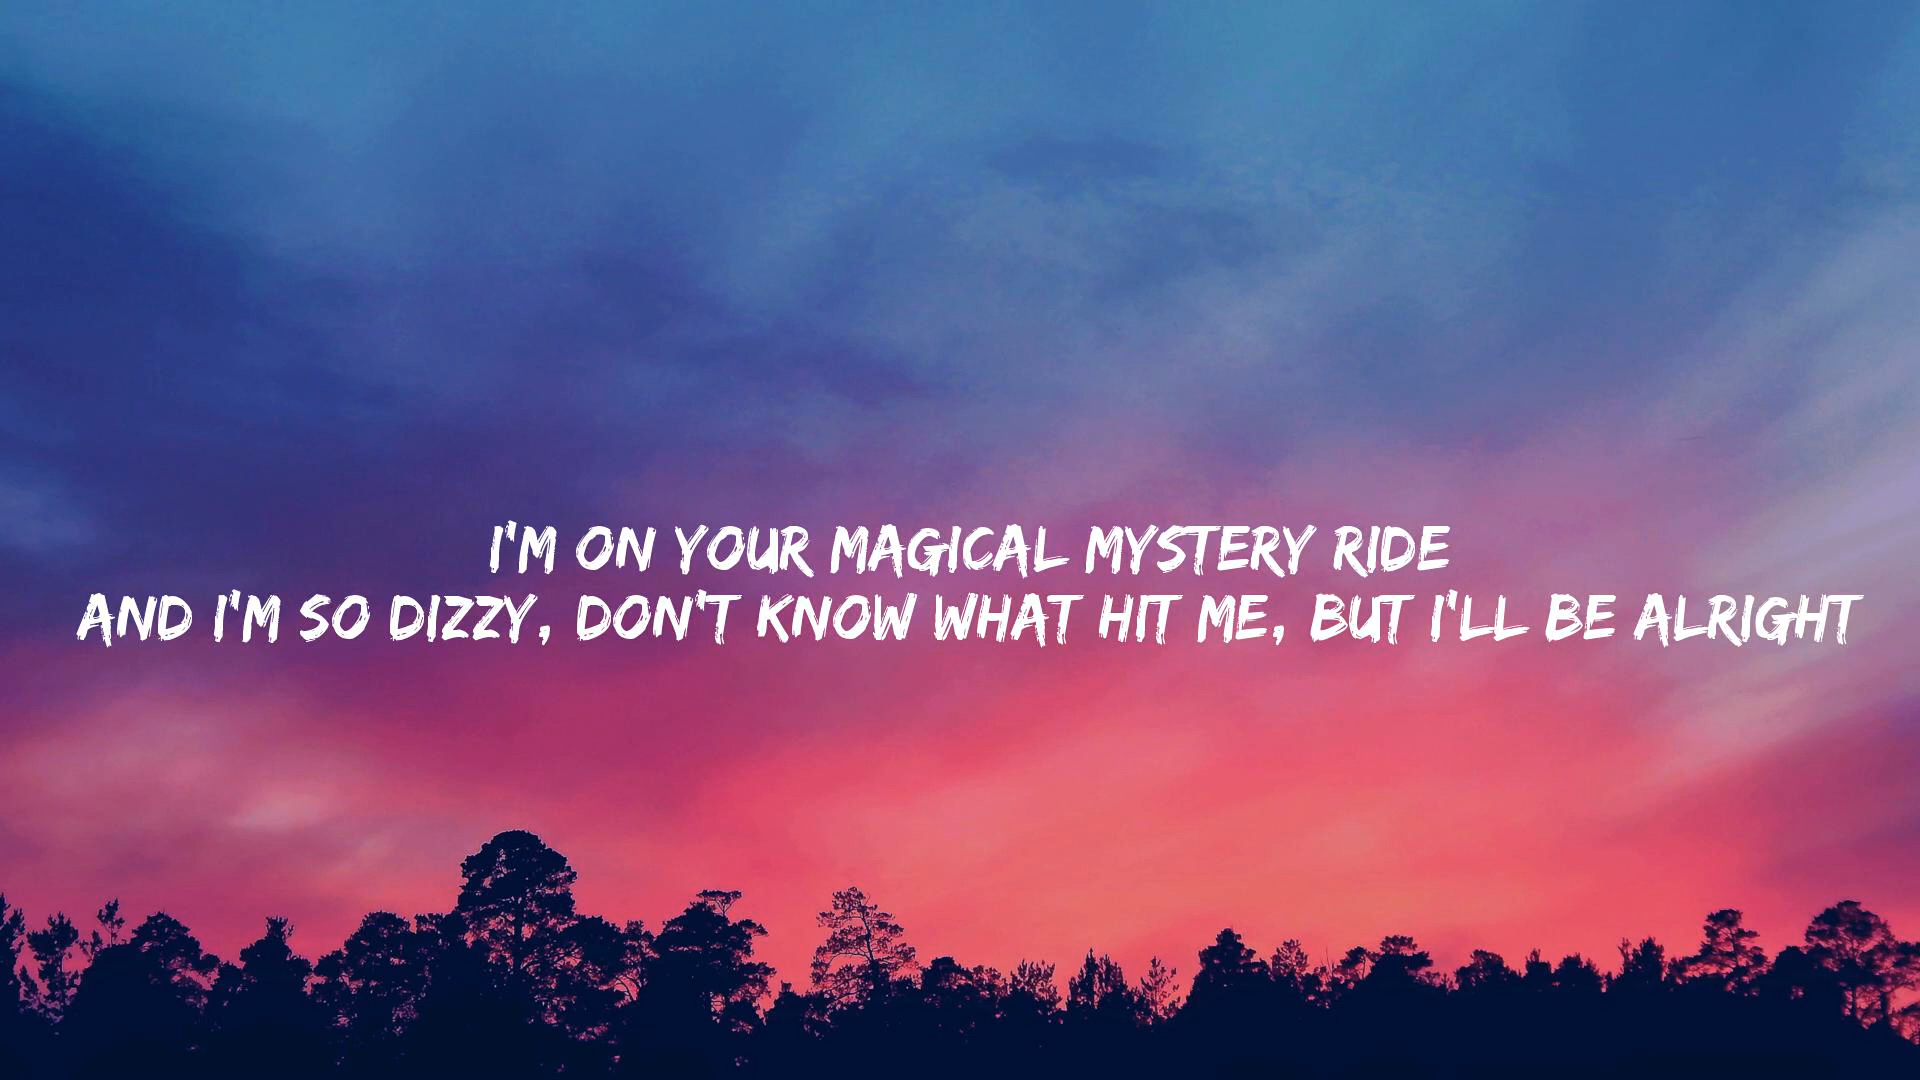 I'M ON YOUR MAGICAL MYSTERY RIDE
AND I'M SO DIZZY, DON'T KNOW WHAT HIT ME, BUT I'LL BE ALRIGHT